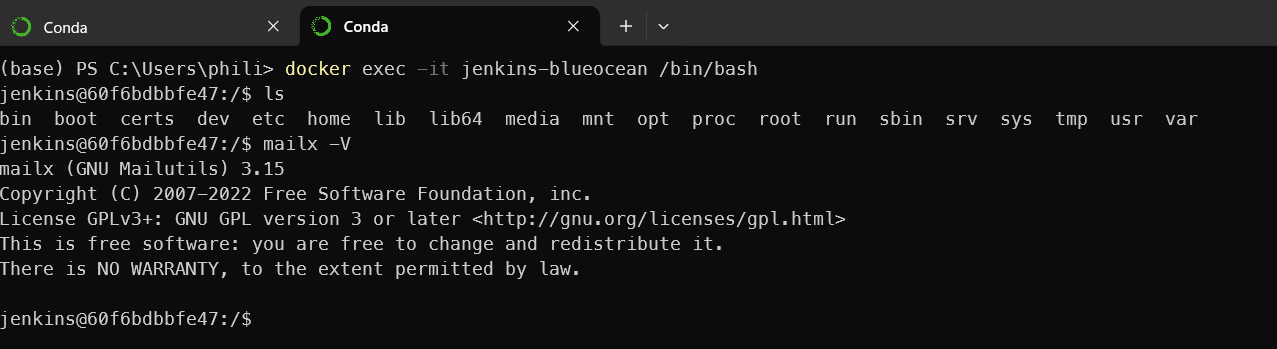 Conda
Conda
(base) PS C:\Users\phili> docker exec -it jenkins-blueocean /bin/bash
jenkins@60f6bdbbfe47:/$ ls
bin  boot  certs  dev  etc  home  lib  lib64  media  mnt  opt  proc  root  run  sbin  srv  sys  tmp  usr  var
jenkins@60f6bdbbfe47:/$ mailx -V
mailx (GNU Mailutils) 3.15
Copyright (C) 2007-2022 Free Software Foundation, inc.
License GPLv3+: GNU GPL version 3 or later <http://gnu.org/licenses/gpl.html>
This is free software: you are free to change and redistribute it.
There is NO WARRANTY, to the extent permitted by law.
jenkins@60f6bdbbfe47:/$